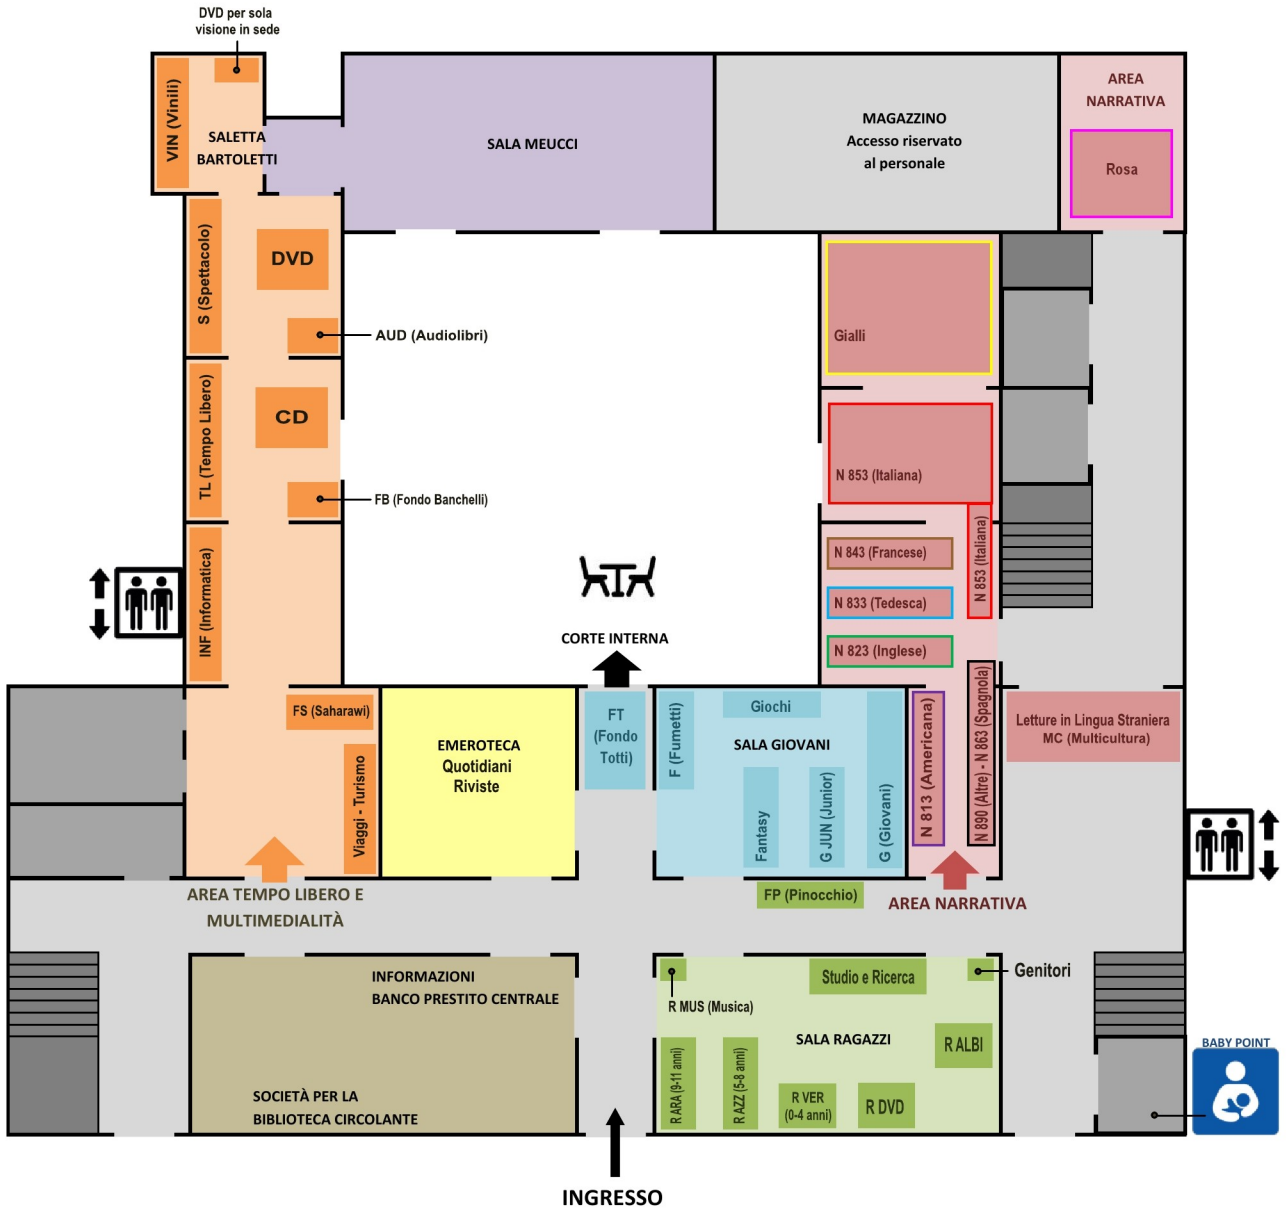 DVD per sola
visione in sede
VIN (Vinili)
SALETTA
BARTOLETTI
SALA MEUCCI
MAGAZZINO
Accesso riservato
al personale
AREA
NARRATIVA
Rosa
S (Spettacolo)
DVD
AUD (Audiolibri)
Gialli
TL (Tempo Libero)
CD
FB (Fondo Banchelli)
N 853 (Italiana)
N 853 (Italiana)
INF (Informatica)
N 843 (Francese)
N 833 (Tedesca)
N 823 (Inglese)
CORTE INTERNA
FS (Saharawi)
Viaggi - Turismo
EMEROTECA
Quotidiani
Riviste
FT
(Fondo
Totti)
F (Fumetti)
Giochi
SALA GIOVANI
Fantasy
G JUN (Junior)
G (Giovani)
N 813 (Americana)
N 890 (Altre) - N 863 (Spagnola)
Letture in Lingua Straniera
MC (Multicultura)
AREA TEMPO LIBERO E
MULTIMEDIALITÀ
FP (Pinocchio)
AREA NARRATIVA
INFORMAZIONI
BANCO PRESTITO CENTRALE
SOCIETÀ PER LA
BIBLIOTECA CIRCOLANTE
R MUS (Musica)
Studio e Ricerca
Genitori
SALA RAGAZZI
R ALBI
R ARA (9-11 anni)
R AZZ (5-8 anni)
R VER
(0-4 anni)
R DVD
BABY POINT
INGRESSO